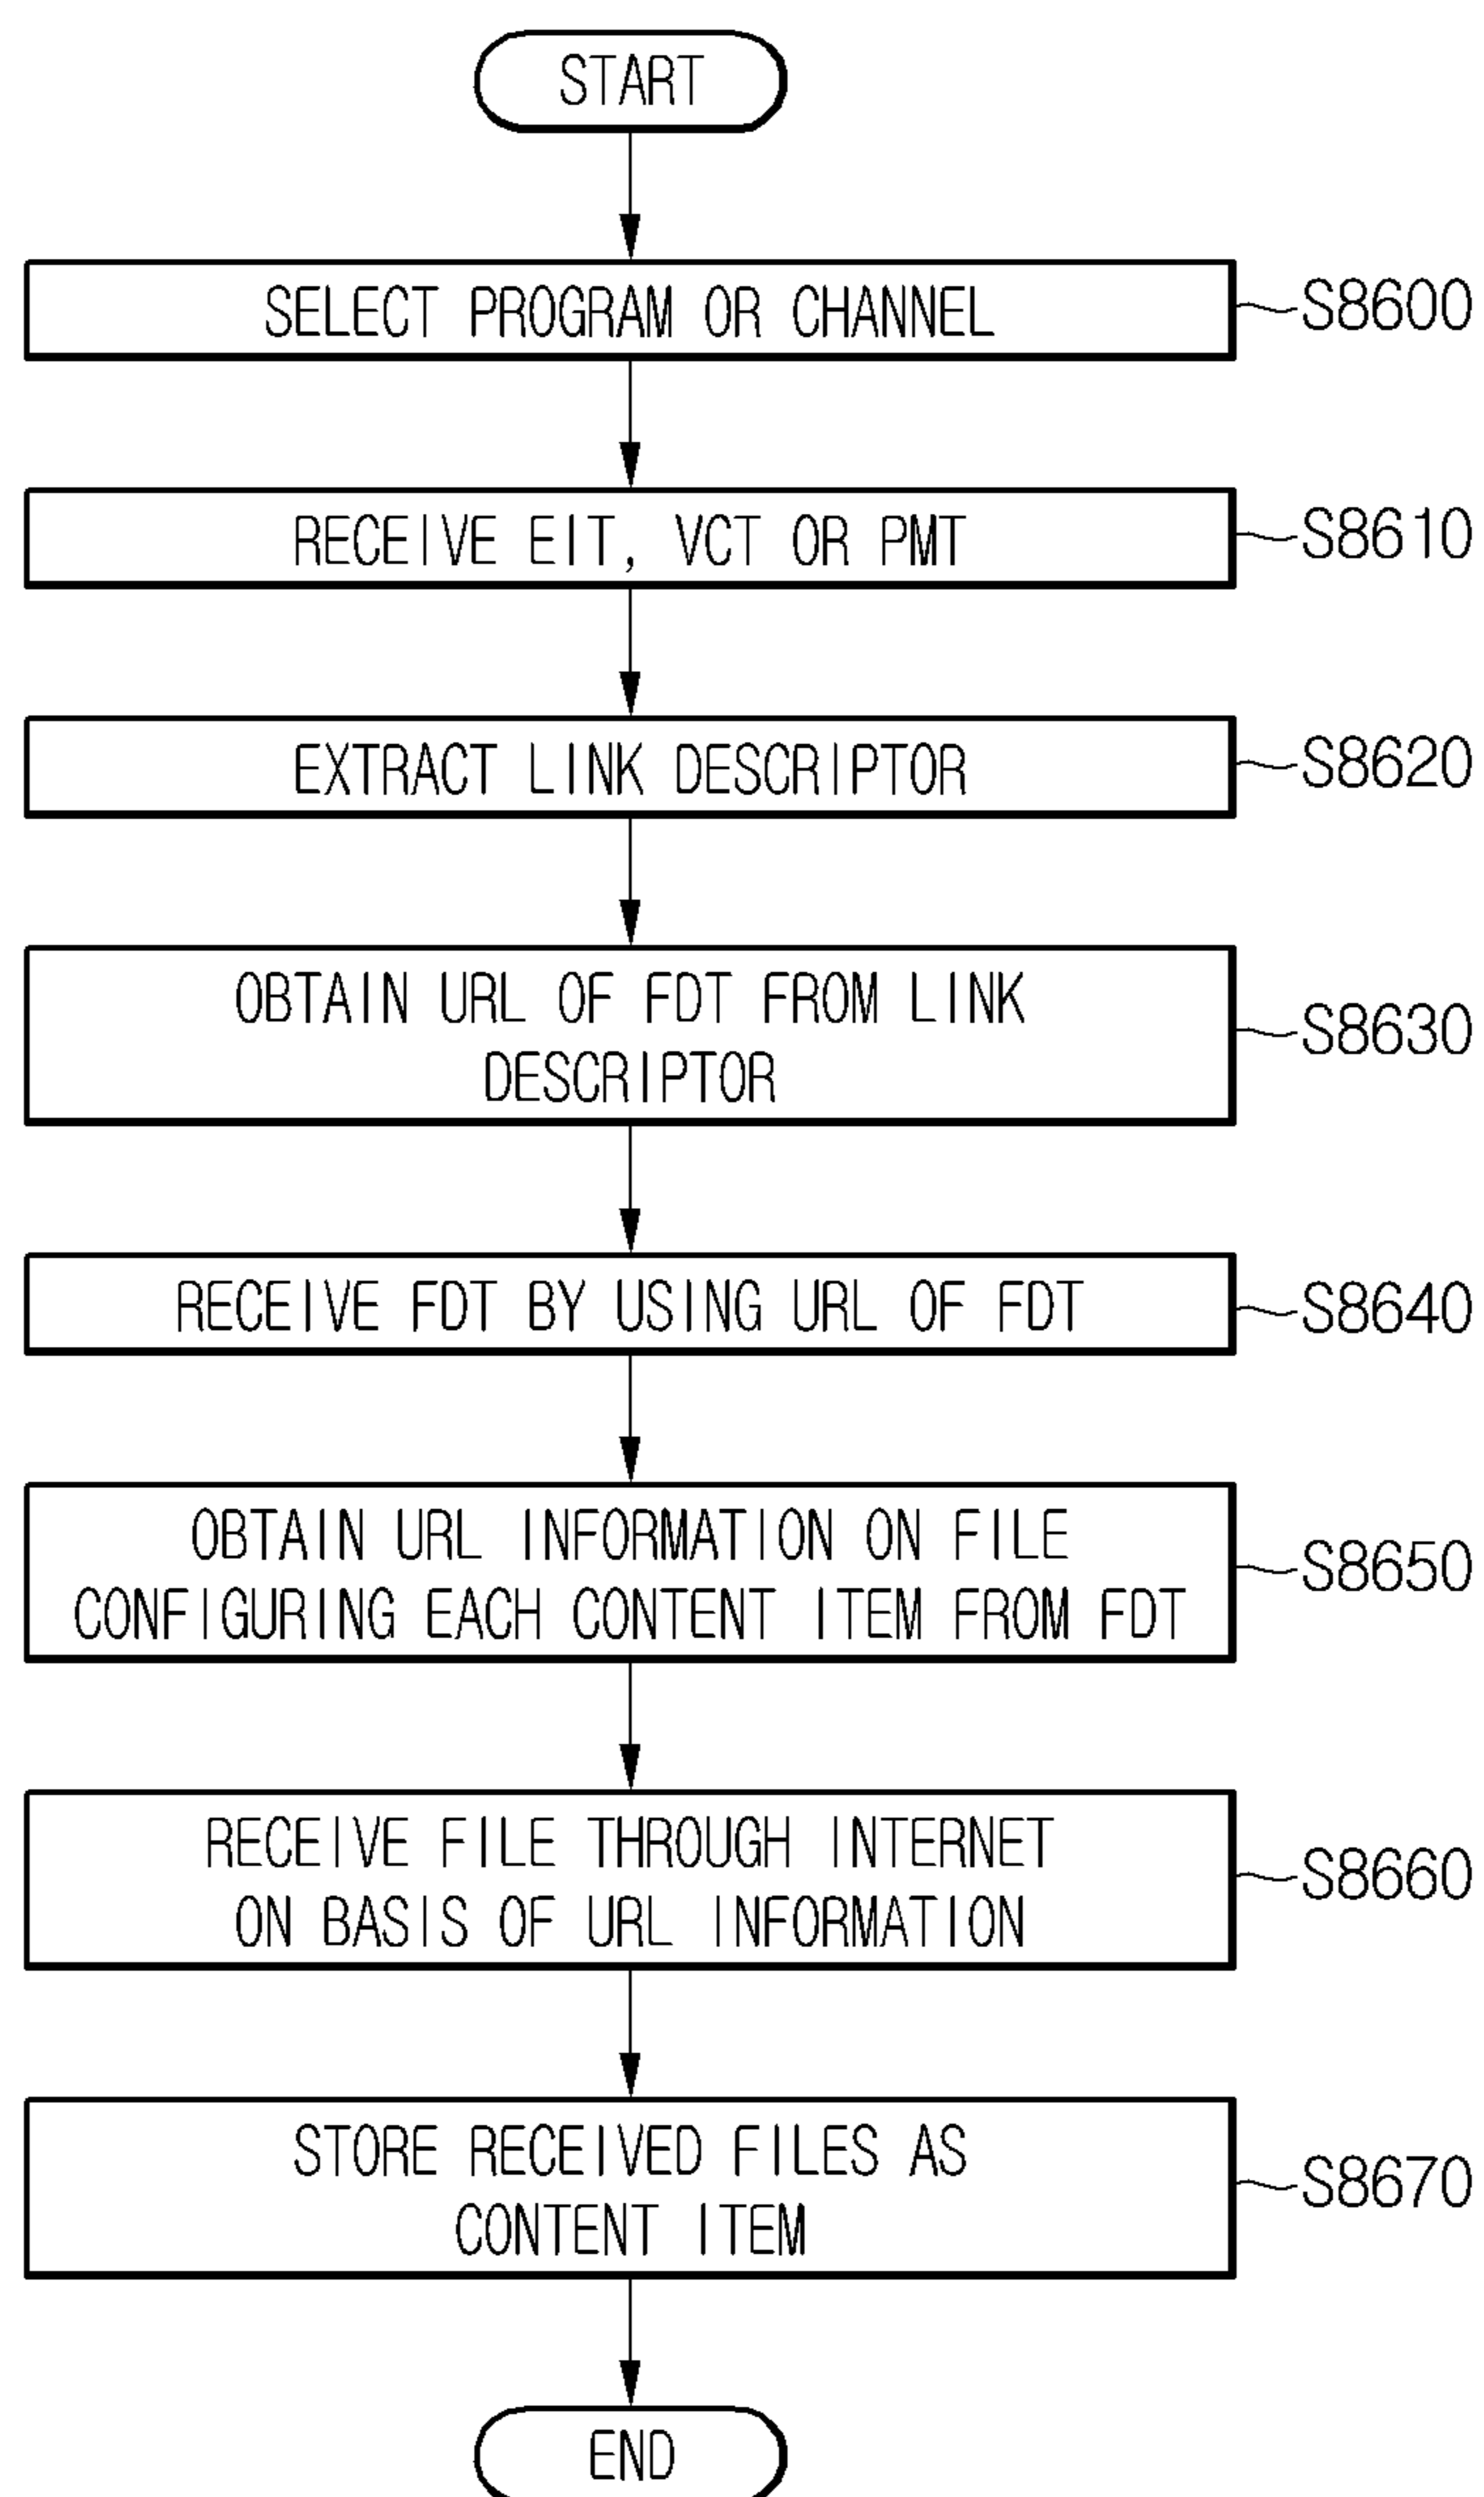 START
SELECT PROGRAM OR CHANNEL
S8600
RECEIVE EIT, VCT OR PMT
S8610
EXTRACT LINK DESCRIPTOR
S8620
OBTAIN URL OF FDT FROM LINK
DESCRIPTOR
S8630
RECEIVE FDT BY USING URL OF FDT
S8640
OBTAIN URL INFORMATION ON FILE
CONFIGURING EACH CONTENT ITEM FROM FDT
S8650
RECEIVE FILE THROUGH INTERNET
ON BASIS OF URL INFORMATION
S8660
STORE RECEIVED FILES AS
CONTENT ITEM
S8670
END